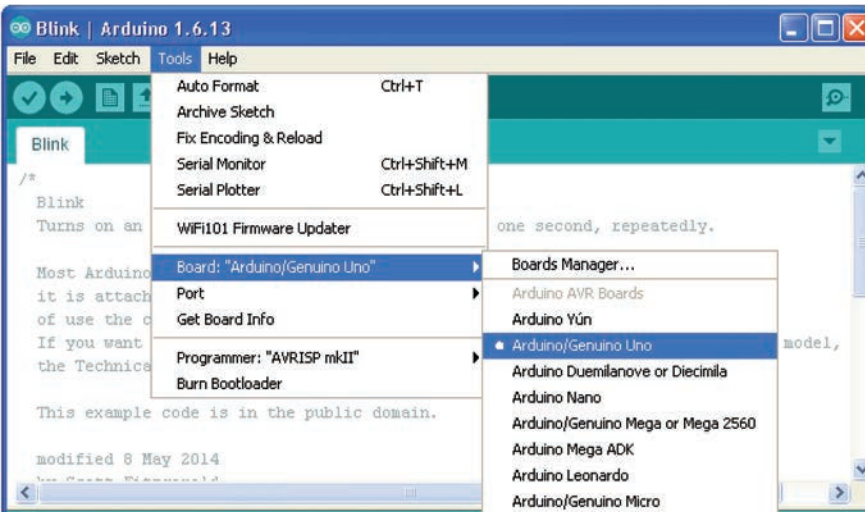 Blink | Arduino 1.6.13
File Edit Sketch Tools Help
Auto Format Ctrl+T
Archive Sketch
Fix Encoding & Reload
Serial Monitor Ctrl+Shift+M
Serial Plotter Ctrl+Shift+L
WiFi101 Firmware Updater
Board: "Arduino/Genuino Uno"
Port
Get Board Info
Programmer: "AVRISP mkII"
Burn Bootloader
Boards Manager...
Arduino AVR Boards
Arduino Yún
Arduino/Genuino Uno
Arduino Duemilanove or Diecimila
Arduino Nano
Arduino/Genuino Mega or Mega 2560
Arduino Mega ADK
Arduino Leonardo
Arduino/Genuino Micro
Blink
/*
Blink
Turns on an one second, repeatedly.
Most Arduino
it is attach
of use the c
If you want model,
the Technica
This example code is in the public domain.
modified 8 May 2014